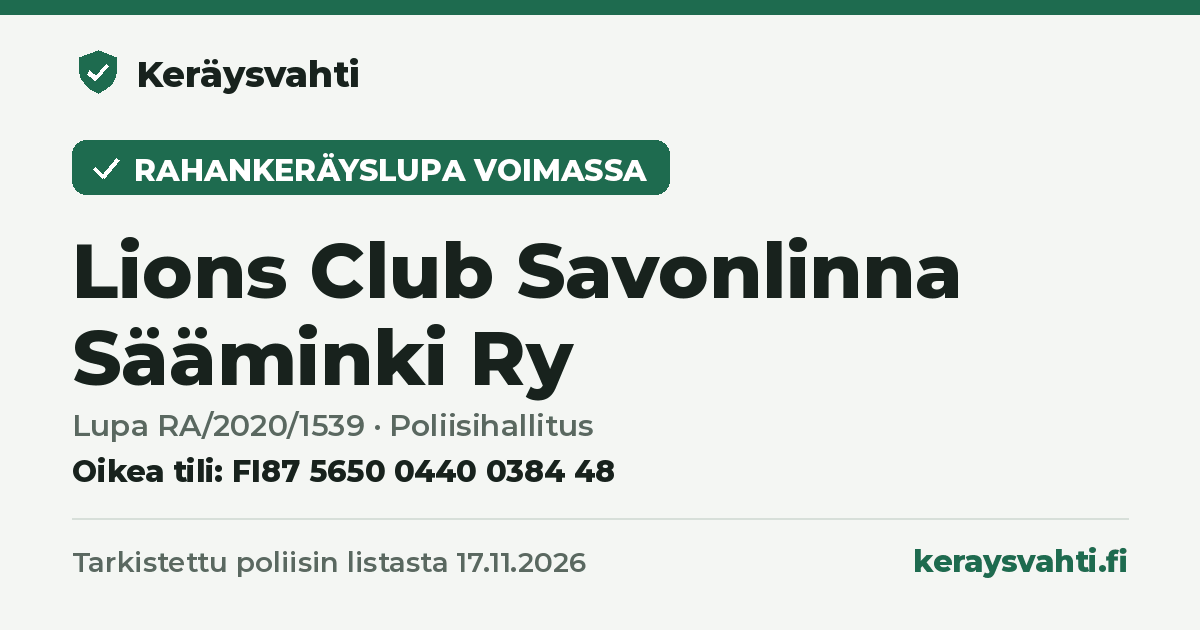 Keräysvahti
RAHANKERÄYSLUPA VOIMASSA
Lions Club Savonlinna
Sääminki Ry
Lupa RA/2020/1539 · Poliisihallitus
Oikea tili: FI87 5650 0440 0384 48
Tarkistettu poliisin listasta 17.11.2026
keraysvahti.fi